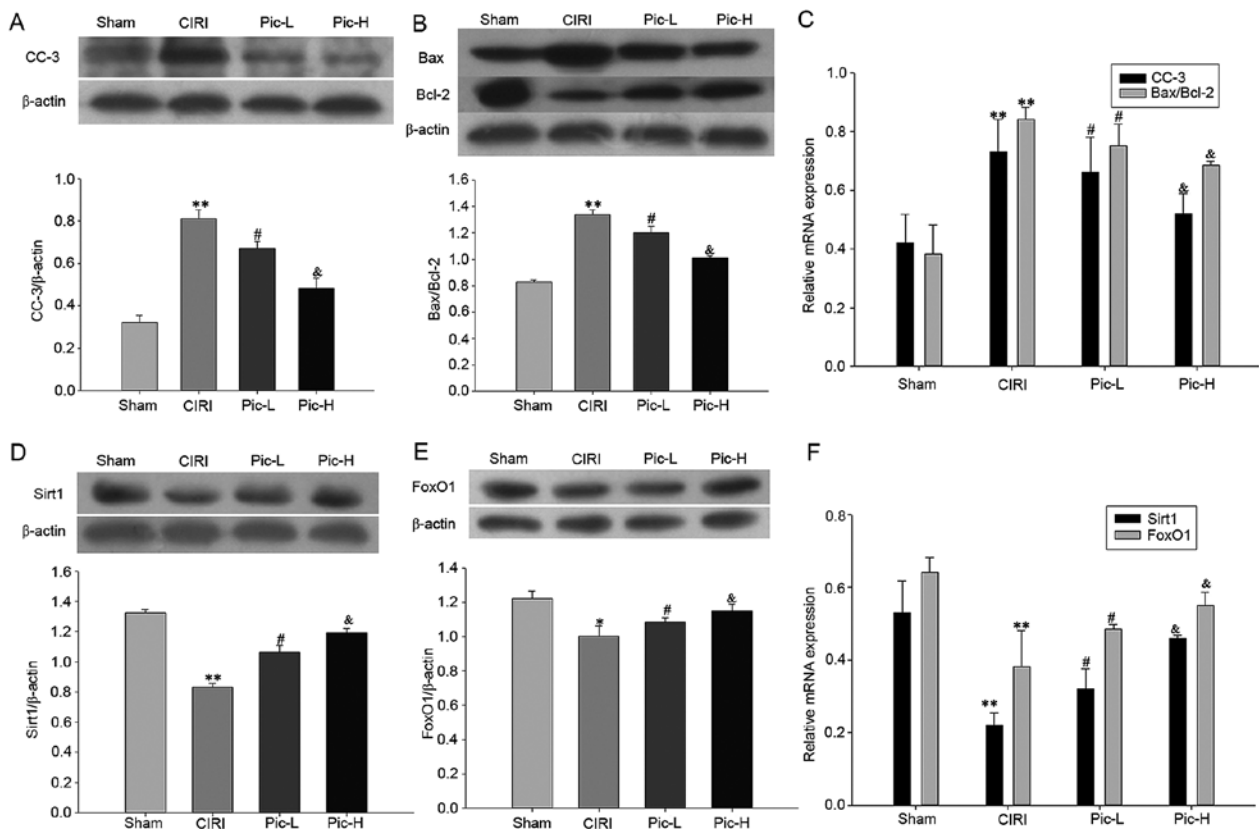 A
Sham CIRI Pic-L Pic-H
CC-3
β-actin
CC-3/β-actin
1.0
0.8
0.6
0.4
0.2
0.0
**
#
&
Sham CIRI Pic-L Pic-H
B
Sham CIRI Pic-L Pic-H
Bax
Bcl-2
β-actin
Bax/Bcl-2
1.6
1.4
1.2
1.0
0.8
0.6
0.4
0.2
0.0
**
#
&
Sham CIRI Pic-L Pic-H
C
CC-3
Bax/Bcl-2
Relative mRNA expression
1.0
0.8
0.6
0.4
0.2
0.0
** **
# #
& &
Sham CIRI Pic-L Pic-H
D
Sham CIRI Pic-L Pic-H
Sirt1
β-actin
Sirt1/β-actin
1.6
1.4
1.2
1.0
0.8
0.6
0.4
0.2
0.0
**
#
&
Sham CIRI Pic-L Pic-H
E
Sham CIRI Pic-L Pic-H
FoxO1
β-actin
FoxO1/β-actin
1.4
1.2
1.0
0.8
0.6
0.4
0.2
0.0
*
#
&
Sham CIRI Pic-L Pic-H
F
Sirt1
FoxO1
Relative mRNA expression
0.8
0.6
0.4
0.2
0.0
** **
# #
& &
Sham CIRI Pic-L Pic-H